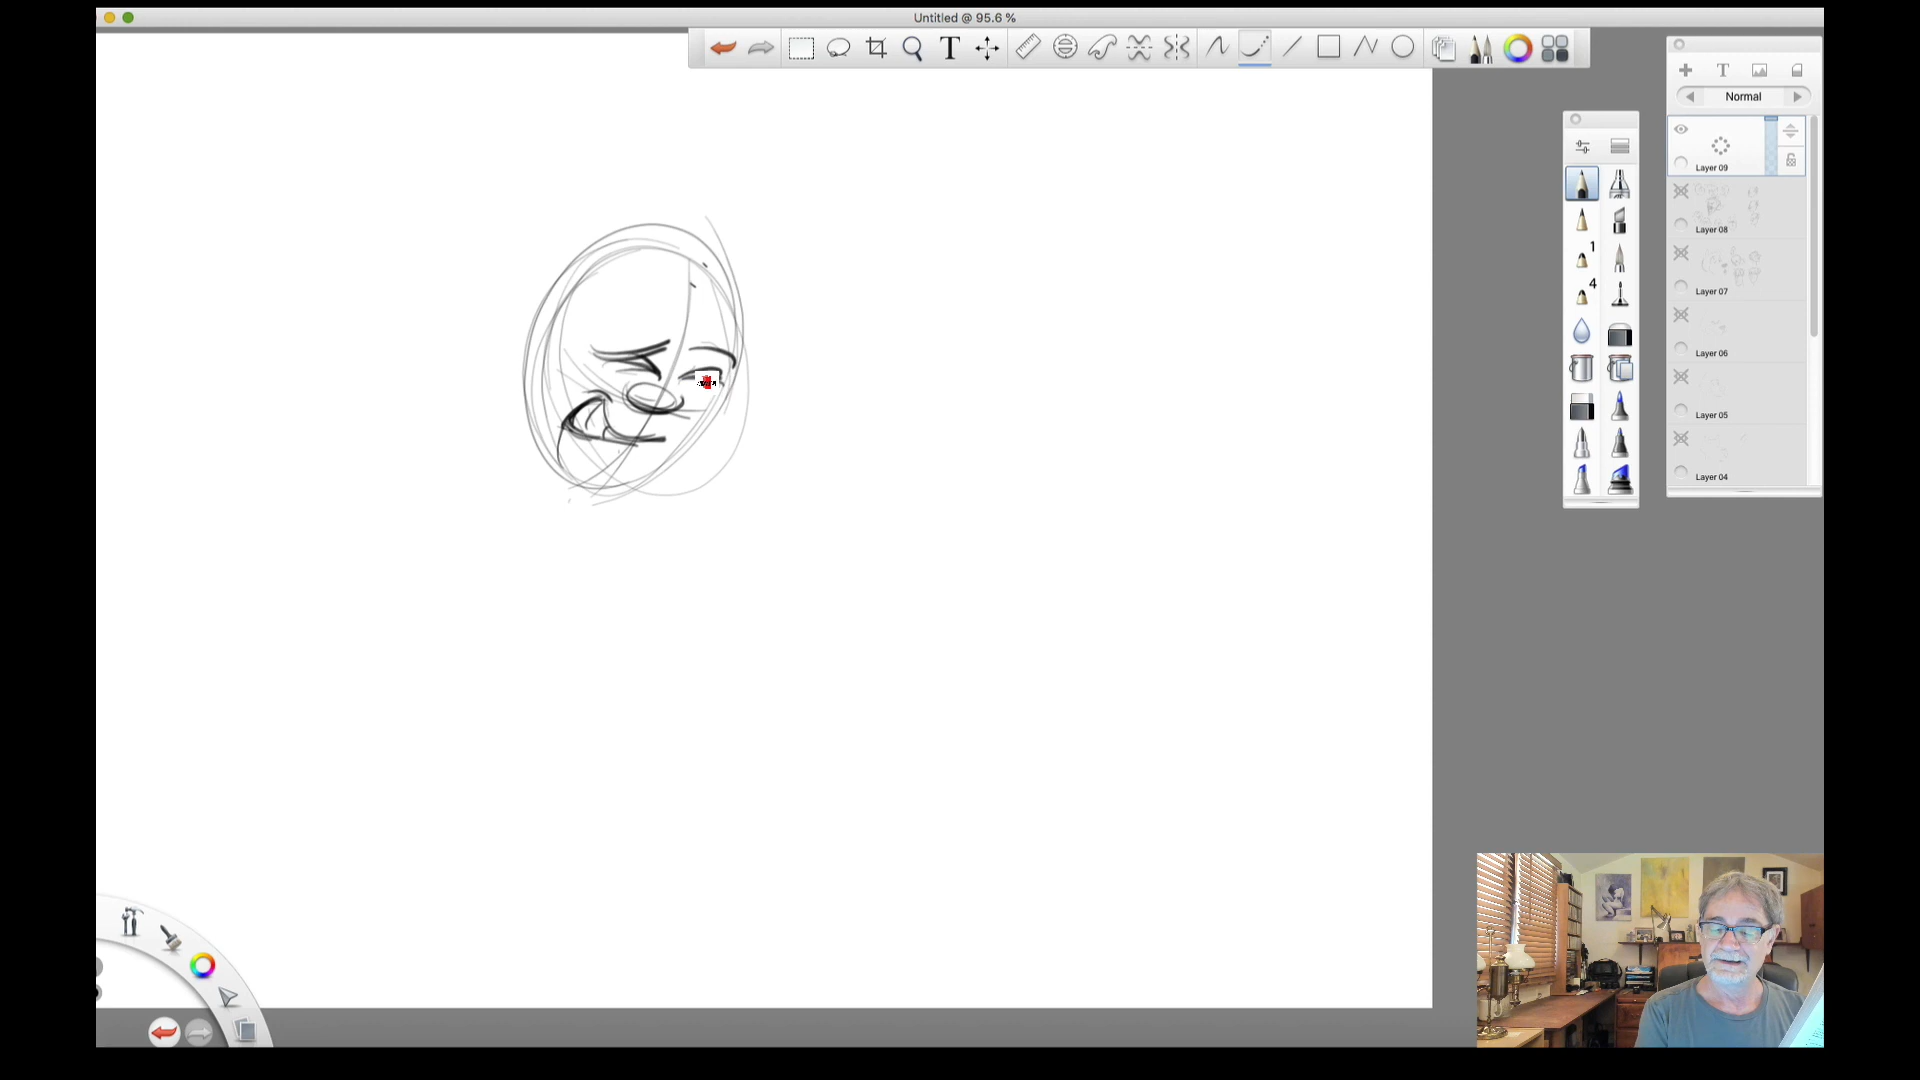 Untitled @ 95.6 %
T
T
Normal
Layer 09
Layer 08
1
Layer 07
4
Layer 06
Layer 05
Layer 04